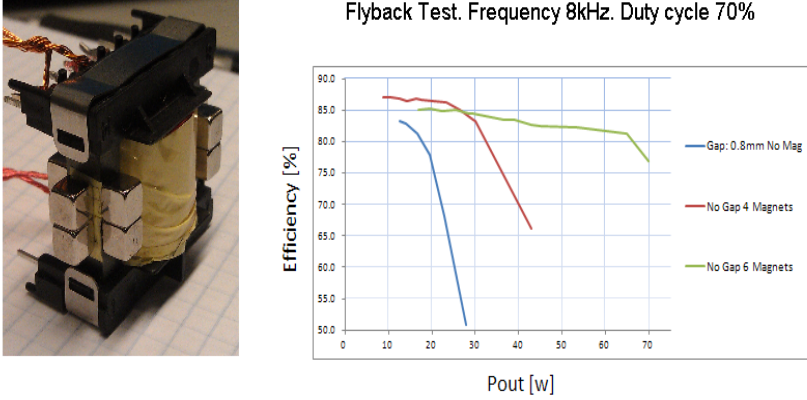 Flyback Test. Frequency 8kHz. Duty cycle 70%
90.0
85.0
80.0
75.0
70.0
65.0
60.0
55.0
50.0
Efficiency [%]
0 10 20 30 40 50 60 70
Pout [w]
Gap: 0.8mm No Mag
No Gap 4 Magnets
No Gap 6 Magnets